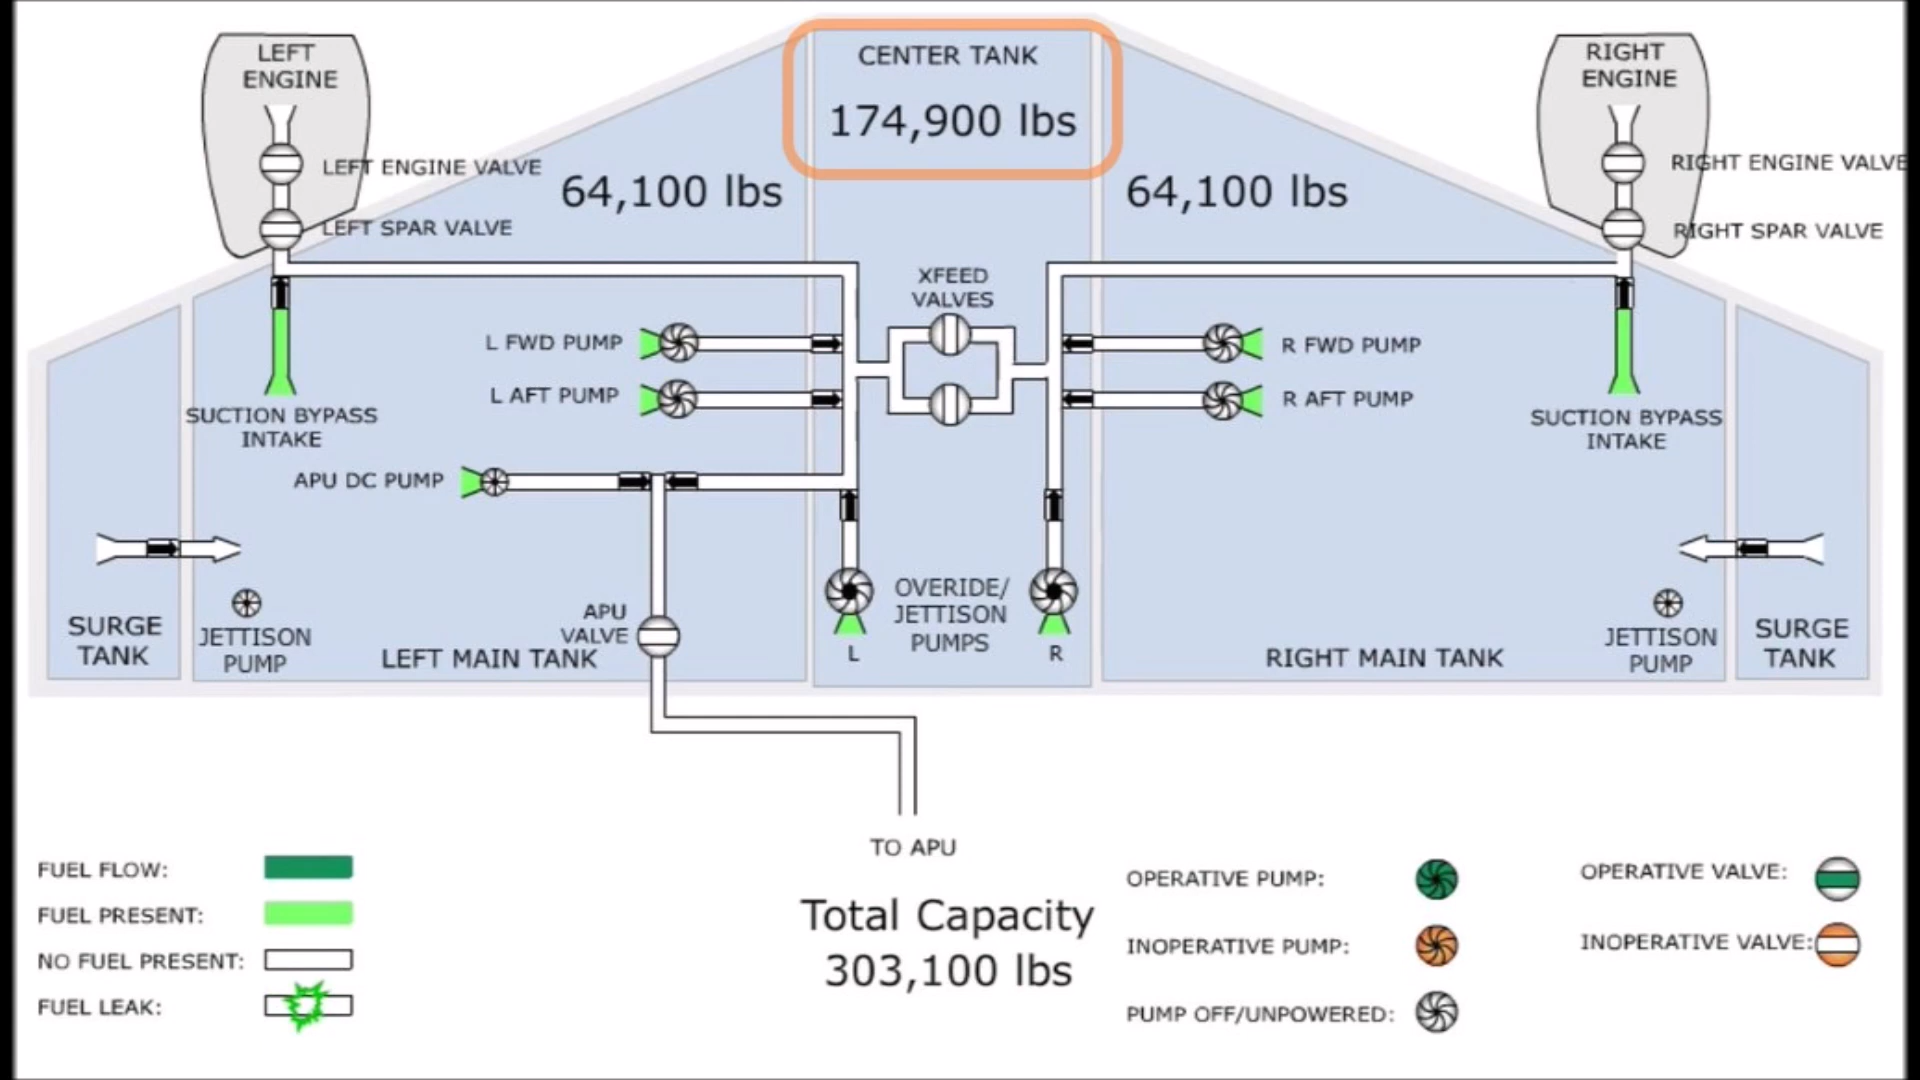 LEFT
ENGINE
CENTER TANK
174,900 lbs
RIGHT
ENGINE
LEFT ENGINE VALVE
RIGHT ENGINE VALVE
64,100 lbs
64,100 lbs
LEFT SPAR VALVE
RIGHT SPAR VALVE
XFEED
VALVES
L FWD PUMP
R FWD PUMP
L AFT PUMP
R AFT PUMP
SUCTION BYPASS
INTAKE
SUCTION BYPASS
INTAKE
APU DC PUMP
SURGE
TANK
JETTISON
PUMP
LEFT MAIN TANK
APU
VALVE
OVERIDE/
JETTISON
PUMPS
L
R
RIGHT MAIN TANK
JETTISON
PUMP
SURGE
TANK
TO APU
Total Capacity
303,100 lbs
FUEL FLOW:
FUEL PRESENT:
NO FUEL PRESENT:
FUEL LEAK:
OPERATIVE PUMP:
INOPERATIVE PUMP:
PUMP OFF/UNPOWERED:
OPERATIVE VALVE:
INOPERATIVE VALVE: